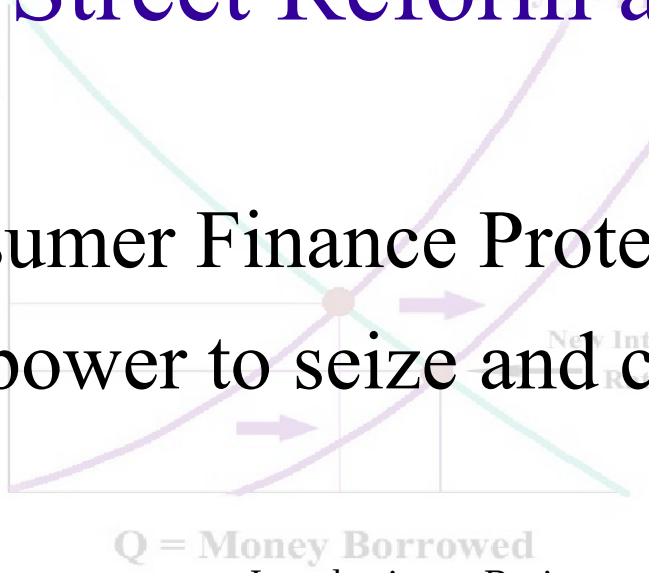 Street Reform a
sumer Finance Prote
power to seize and c
New Int
Q = Money Borrowed